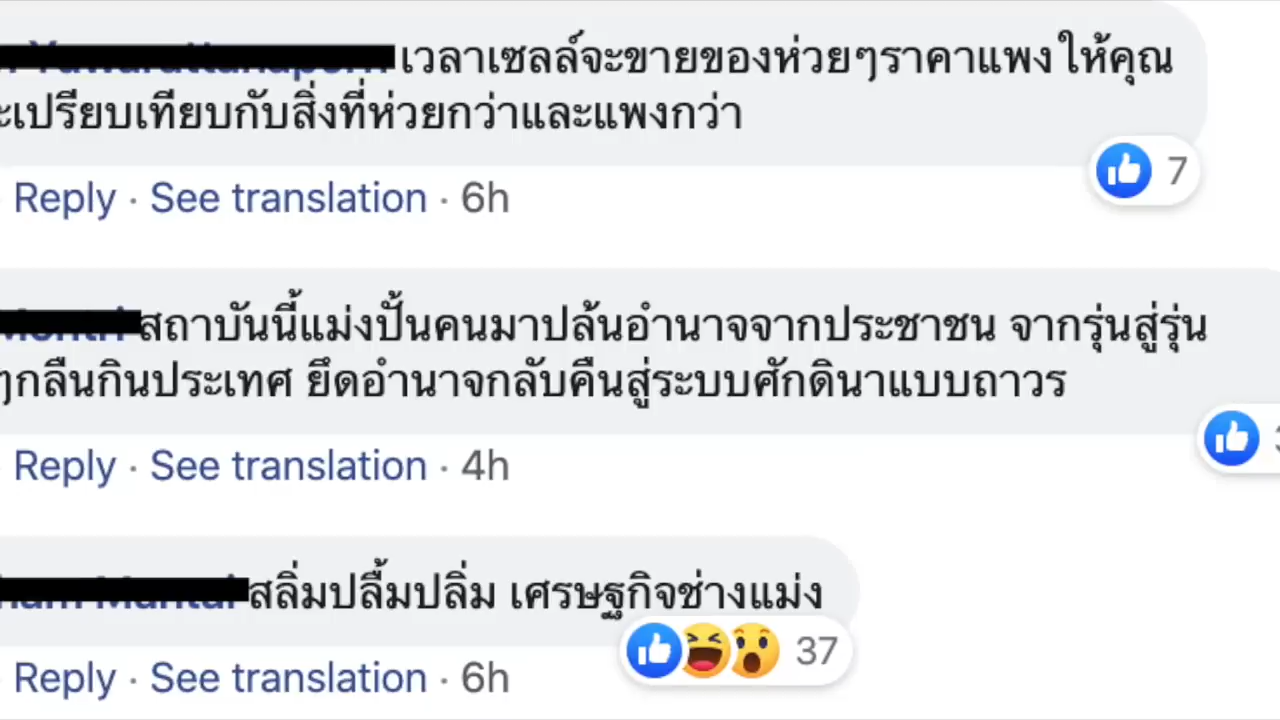 เวลาเซลล์จะขายของห่วยๆราคาแพง ให้คุณ
ะเปรียบเทียบกับสิ่งที่ห่วยกว่าและแพงกว่า
7
Reply · See translation · 6h
สถาบันนี้แม่งปั้นคนมาปล้นอำนาจจากประชาชน จากรุ่นสู่รุ่น
ๆกลืนกินประเทศ ยึดอำนาจกลับคืนสู่ระบบศักดินาแบบถาวร
Reply · See translation · 4h
สลิ่มปลื้มปลิ่ม เศรษฐกิจช่างแม่ง
37
Reply · See translation · 6h